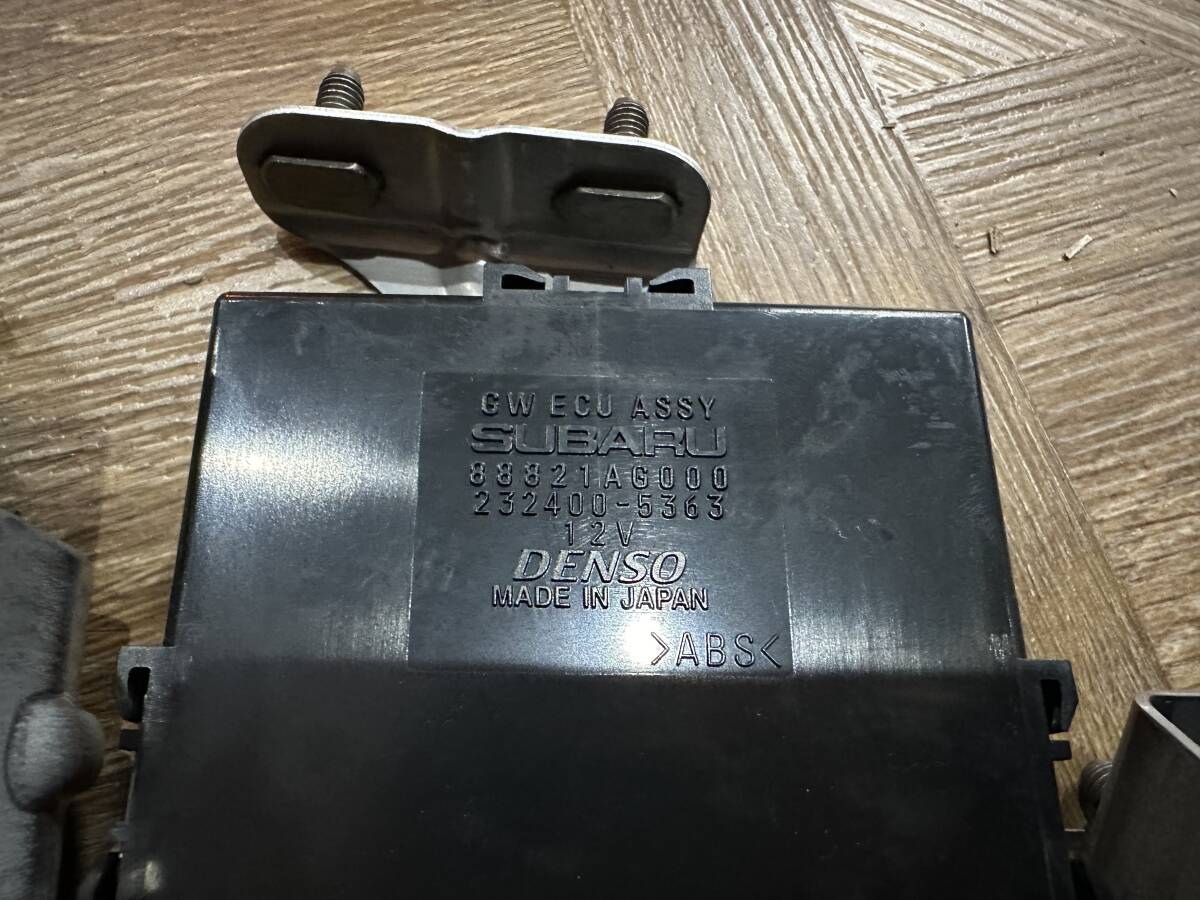 GW ECU ASSY
SUBARU
88821AG000
232400-5363
12V
DENSO
MADE IN JAPAN
>ABS<